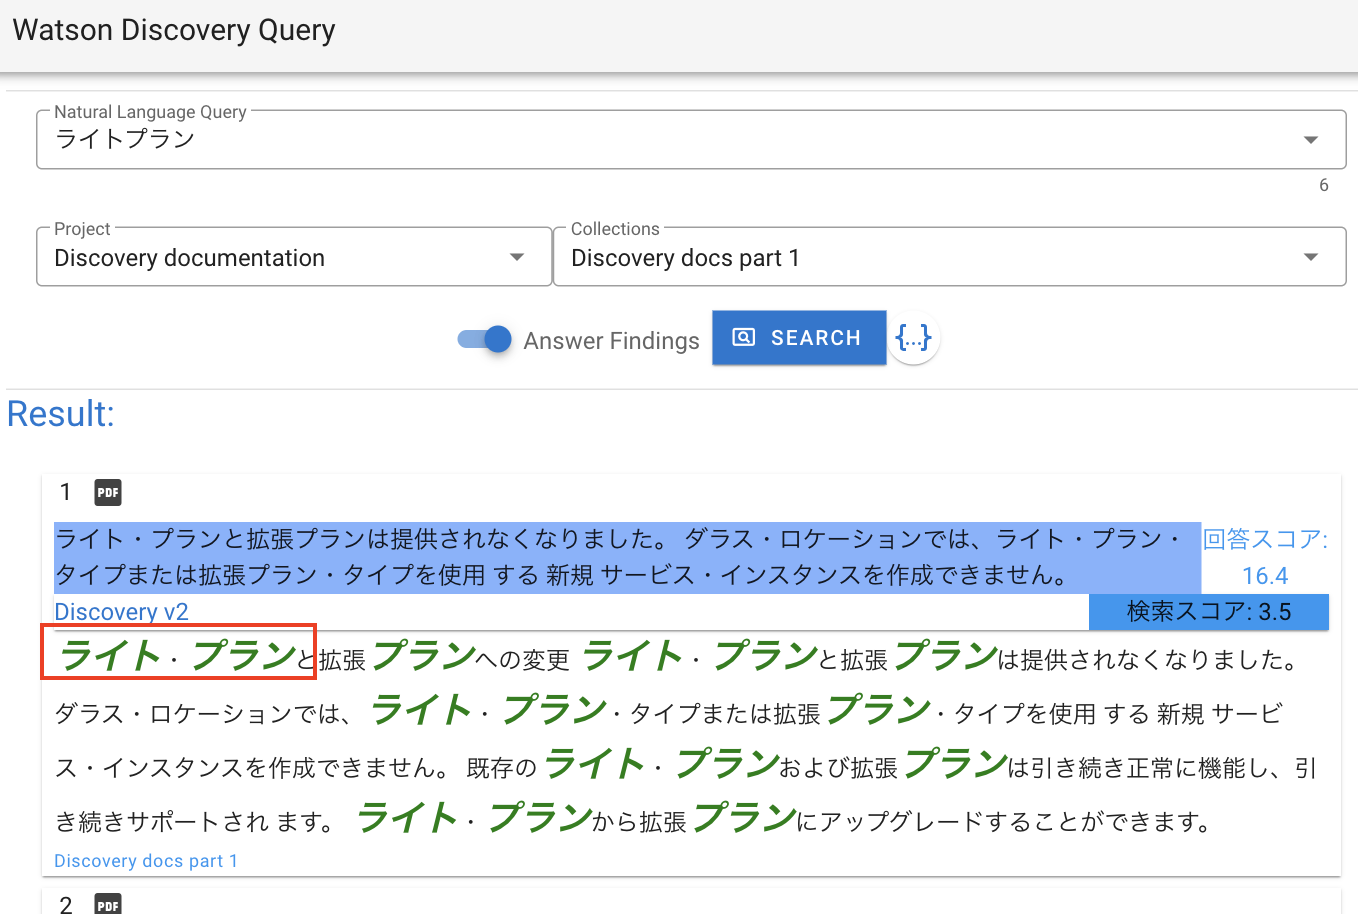 Watson Discovery Query
Natural Language Query
ライトプラン
6
Project
Discovery documentation
Collections
Discovery docs part 1
Answer Findings
SEARCH
{...}
Result:
1 PDF
ライト・プランと拡張プランは提供されなくなりました。 ダラス・ロケーションでは、ライト・プラン・
タイプまたは拡張プラン・タイプを使用 する 新規 サービス・インスタンスを作成できません。
回答スコア:
16.4
Discovery v2
検索スコア: 3.5
ライト・プランと拡張プランへの変更 ライト・プランと拡張プランは提供されなくなりました。
ダラス・ロケーションでは、 ライト・プラン・タイプまたは拡張プラン・タイプを使用 する 新規 サービ
ス・インスタンスを作成できません。 既存のライト・プランおよび拡張プランは引き続き正常に機能し、引
き続きサポートされ ます。 ライト・プランから拡張プランにアップグレードすることができます。
Discovery docs part 1
2 PDF